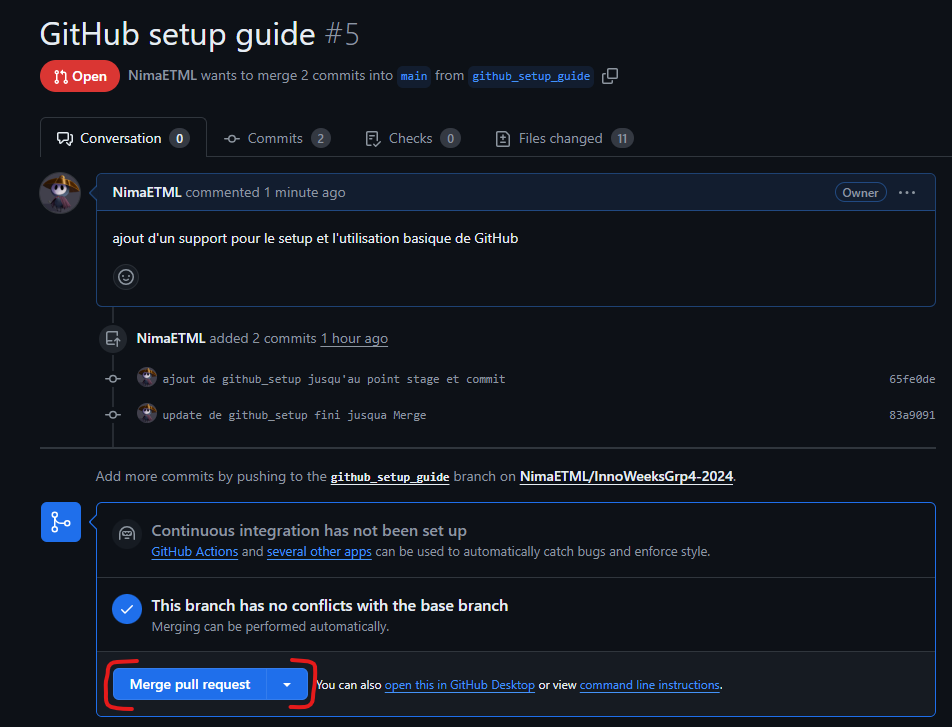 GitHub setup guide #5
Open NimaETML wants to merge 2 commits into main from github_setup_guide
Conversation 0 Commits 2 Checks 0 Files changed 11
NimaETML commented 1 minute ago Owner
ajout d'un support pour le setup et l'utilisation basique de GitHub
NimaETML added 2 commits 1 hour ago
ajout de github_setup jusqu'au point stage et commit 65fe0de
update de github_setup fini jusqua Merge 83a9091
Add more commits by pushing to the github_setup_guide branch on NimaETML/InnoWeeksGrp4-2024.
Continuous integration has not been set up
GitHub Actions and several other apps can be used to automatically catch bugs and enforce style.
This branch has no conflicts with the base branch
Merging can be performed automatically.
Merge pull request You can also open this in GitHub Desktop or view command line instructions.